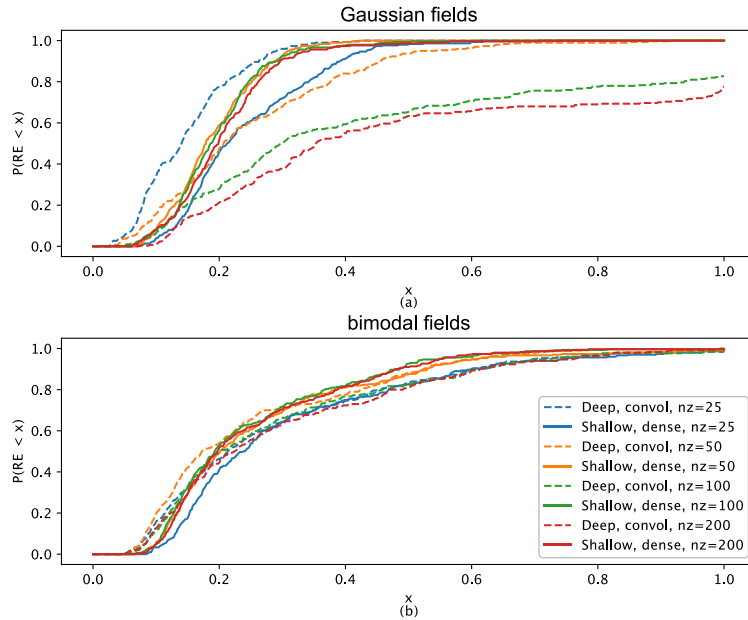 Gaussian fields
1.0
0.8
0.6
0.4
0.2
0.0
P(RE < x)
0.0 0.2 0.4 0.6 0.8 1.0
x
(a)
bimodal fields
1.0
0.8
0.6
0.4
0.2
0.0
P(RE < x)
Deep, convol, nz=25
Shallow, dense, nz=25
Deep, convol, nz=50
Shallow, dense, nz=50
Deep, convol, nz=100
Shallow, dense, nz=100
Deep, convol, nz=200
Shallow, dense, nz=200
0.0 0.2 0.4 0.6 0.8 1.0
x
(b)